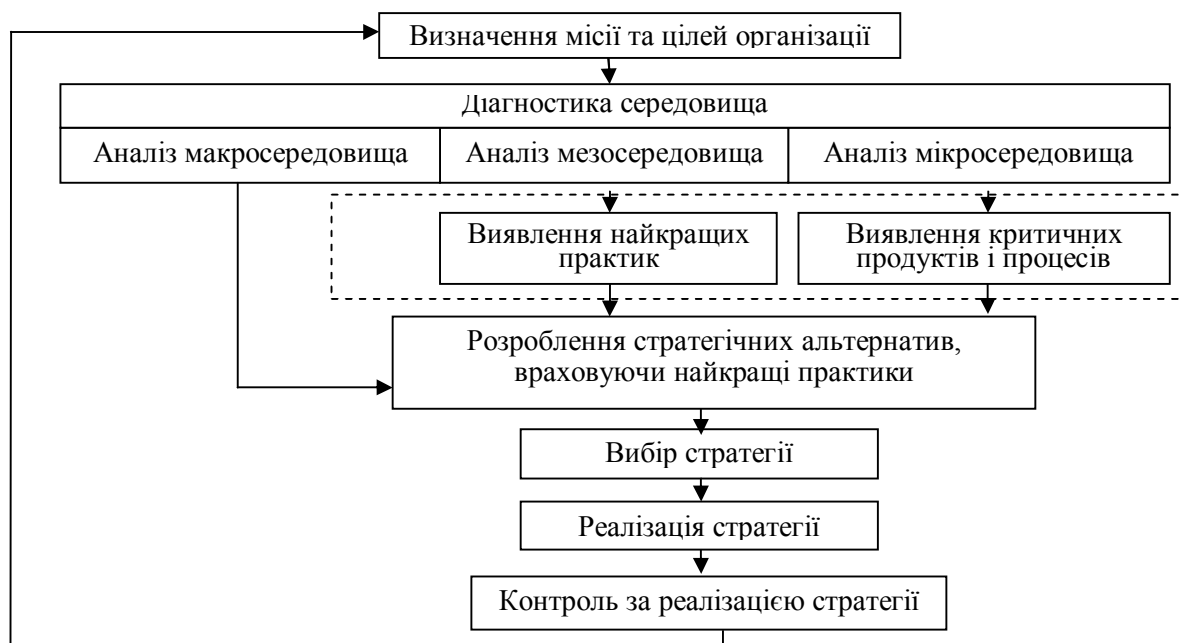 Визначення місії та цілей організації
Діагностика середовища
Аналіз макросередовища
Аналіз мезосередовища
Аналіз мікросередовища
Виявлення найкращих
практик
Виявлення критичних
продуктів і процесів
Розроблення стратегічних альтернатив,
враховуючи найкращі практики
Вибір стратегії
Реалізація стратегії
Контроль за реалізацією стратегії